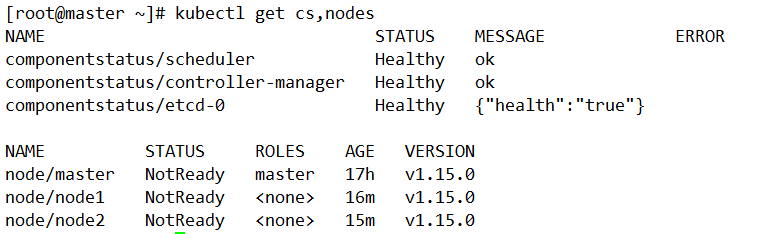 [root@master ~]# kubectl get cs,nodes
NAME                                 STATUS    MESSAGE             ERROR
componentstatus/scheduler            Healthy   ok
componentstatus/controller-manager   Healthy   ok
componentstatus/etcd-0               Healthy   {"health":"true"}
NAME          STATUS     ROLES    AGE   VERSION
node/master   NotReady   master   17h   v1.15.0
node/node1    NotReady   <none>   16m   v1.15.0
node/node2    NotReady   <none>   15m   v1.15.0